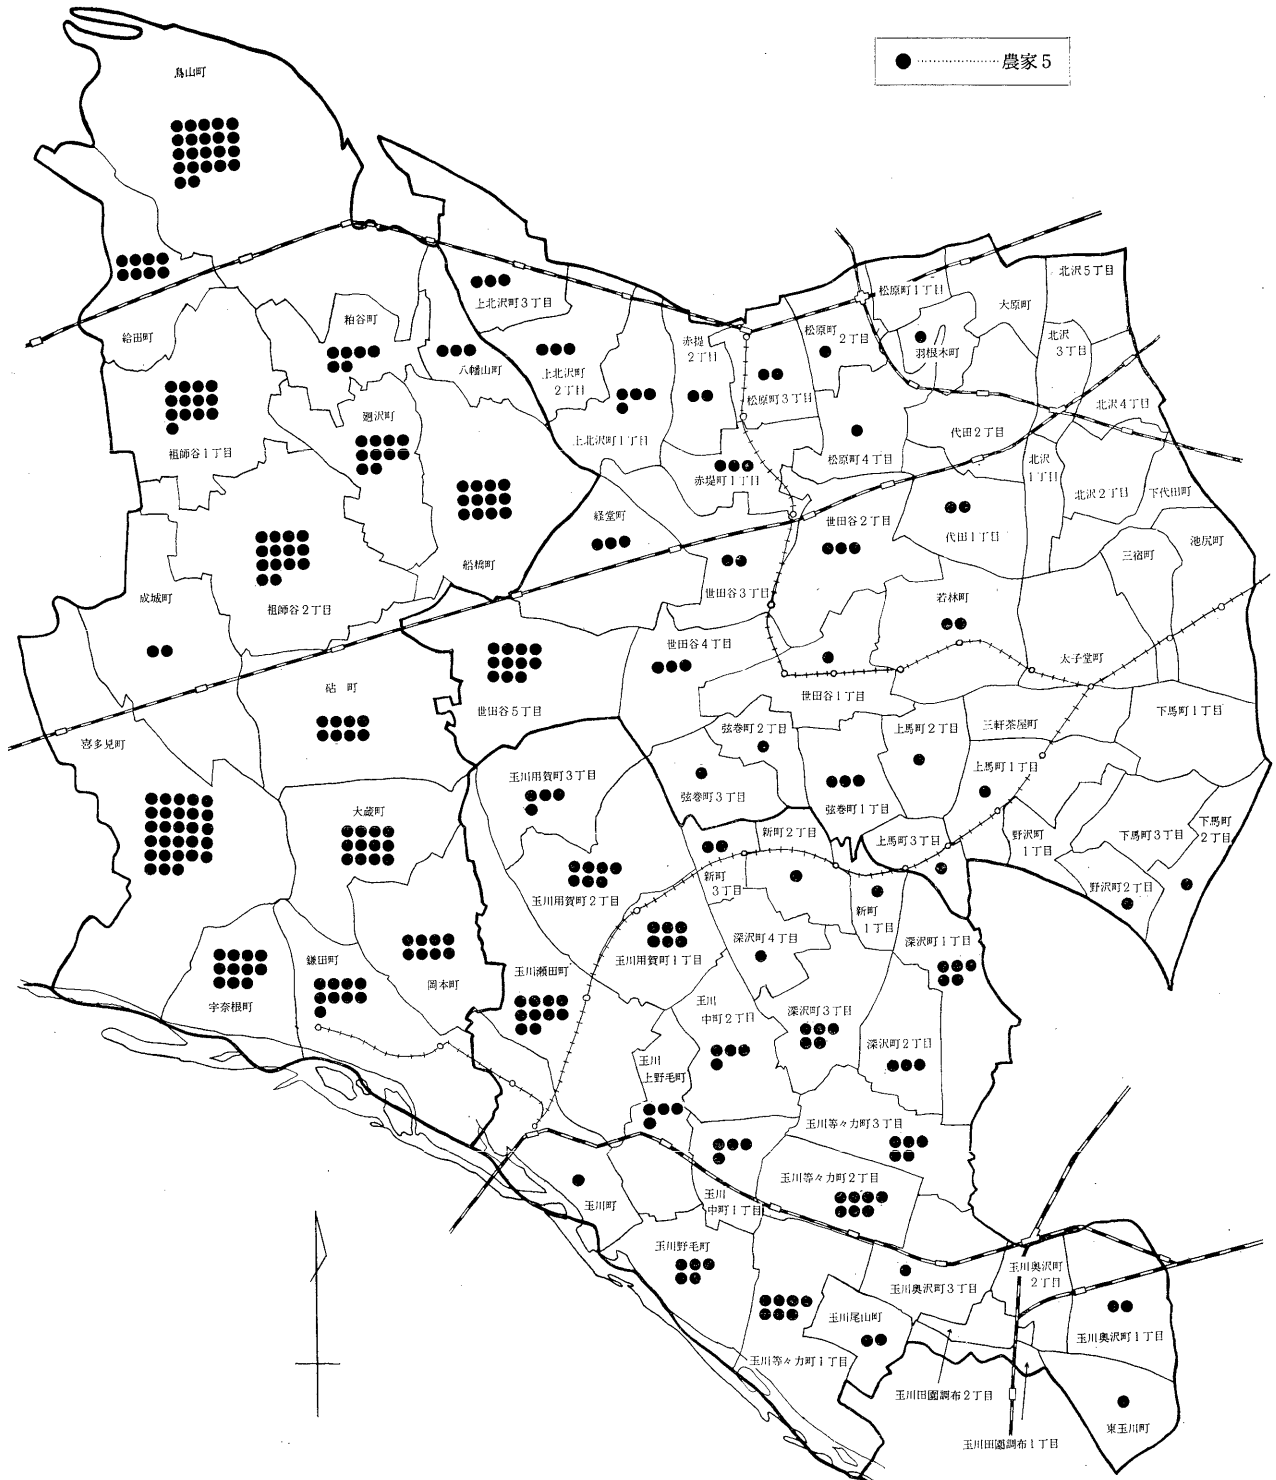 農家5
烏山町
給田町
粕谷町
上北沢町3丁目
八幡山町
上北沢町
2丁目
上北沢町1丁目
赤堤
2丁目
赤堤町1丁目
松原町1丁目
松原町
2丁目
松原町3丁目
松原町4丁目
羽根木町
大原町
北沢5丁目
北沢
3丁目
北沢4丁目
代田2丁目
北沢
1丁目
北沢2丁目
下代田町
代田1丁目
池尻町
三宿町
祖師谷1丁目
廻沢町
船橋町
経堂町
世田谷2丁目
世田谷3丁目
若林町
太子堂町
祖師谷2丁目
成城町
世田谷4丁目
世田谷1丁目
世田谷5丁目
砧 町
喜多見町
弦巻町2丁目
弦巻町3丁目
弦巻町1丁目
上馬町2丁目
三軒茶屋町
下馬町1丁目
上馬町1丁目
上馬町3丁目
野沢町
1丁目
下馬町3丁目
下馬町
2丁目
野沢町2丁目
玉川用賀町3丁目
玉川用賀町2丁目
玉川用賀町1丁目
新町2丁目
新町
3丁目
新町
1丁目
大蔵町
岡本町
鎌田町
宇奈根町
玉川瀬田町
深沢町4丁目
深沢町1丁目
深沢町3丁目
深沢町2丁目
玉川
中町2丁目
玉川
上野毛町
玉川等々力町3丁目
玉川等々力町2丁目
玉川
中町1丁目
玉川町
玉川野毛町
玉川奥沢町3丁目
玉川奥沢町
2丁目
玉川奥沢町1丁目
玉川尾山町
玉川等々力町1丁目
玉川田園調布2丁目
玉川田園調布1丁目
東玉川町